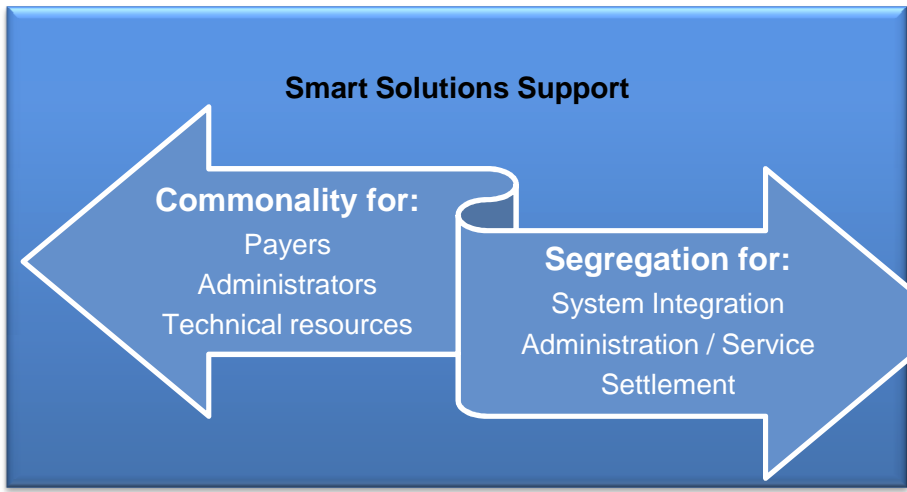 Smart Solutions Support
Commonality for:
Payers
Administrators
Technical resources
Segregation for:
System Integration
Administration / Service
Settlement